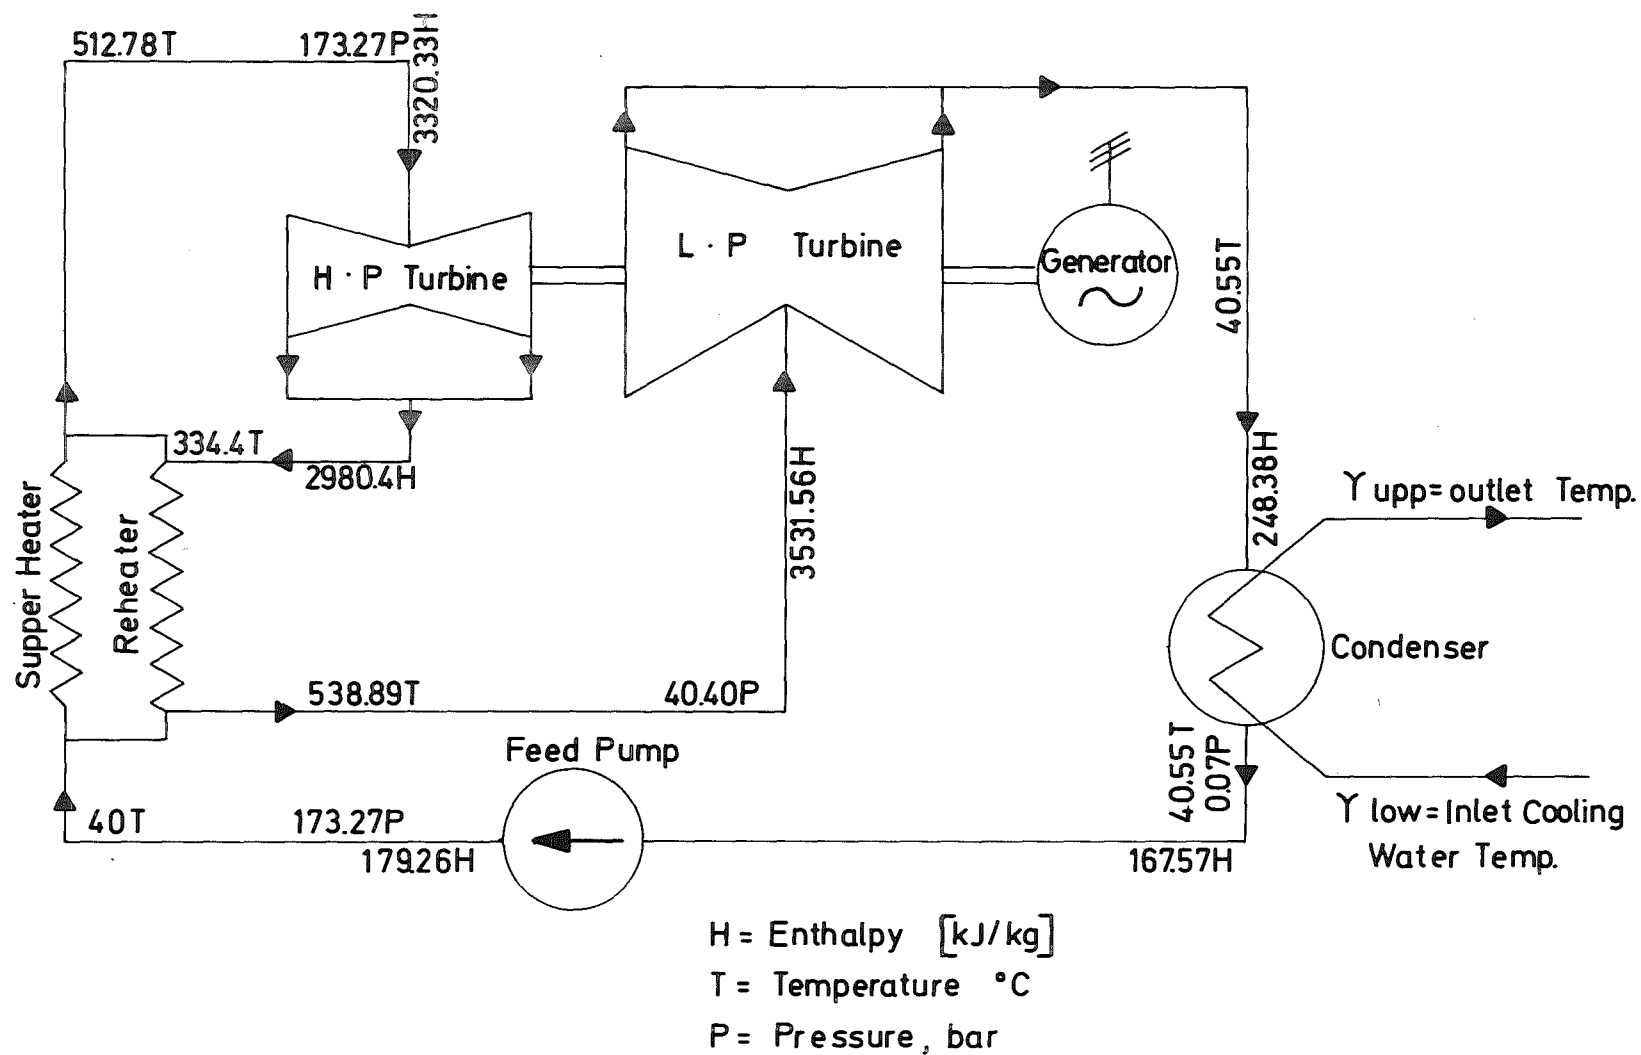 512.78T
173.27P
3320.33H
H·P Turbine
L·P Turbine
Generator
40.55T
334.4T
2980.4H
Supper Heater
Reheater
3531.56H
248.38H
ϒ upp=outlet Temp.
Condenser
538.89T
40.40P
Feed Pump
40.55T
0.07P
ϒ low=Inlet Cooling
Water Temp.
40T
173.27P
179.26H
167.57H
H= Enthalpy [kJ/kg]
T= Temperature °C
P= Pressure, bar